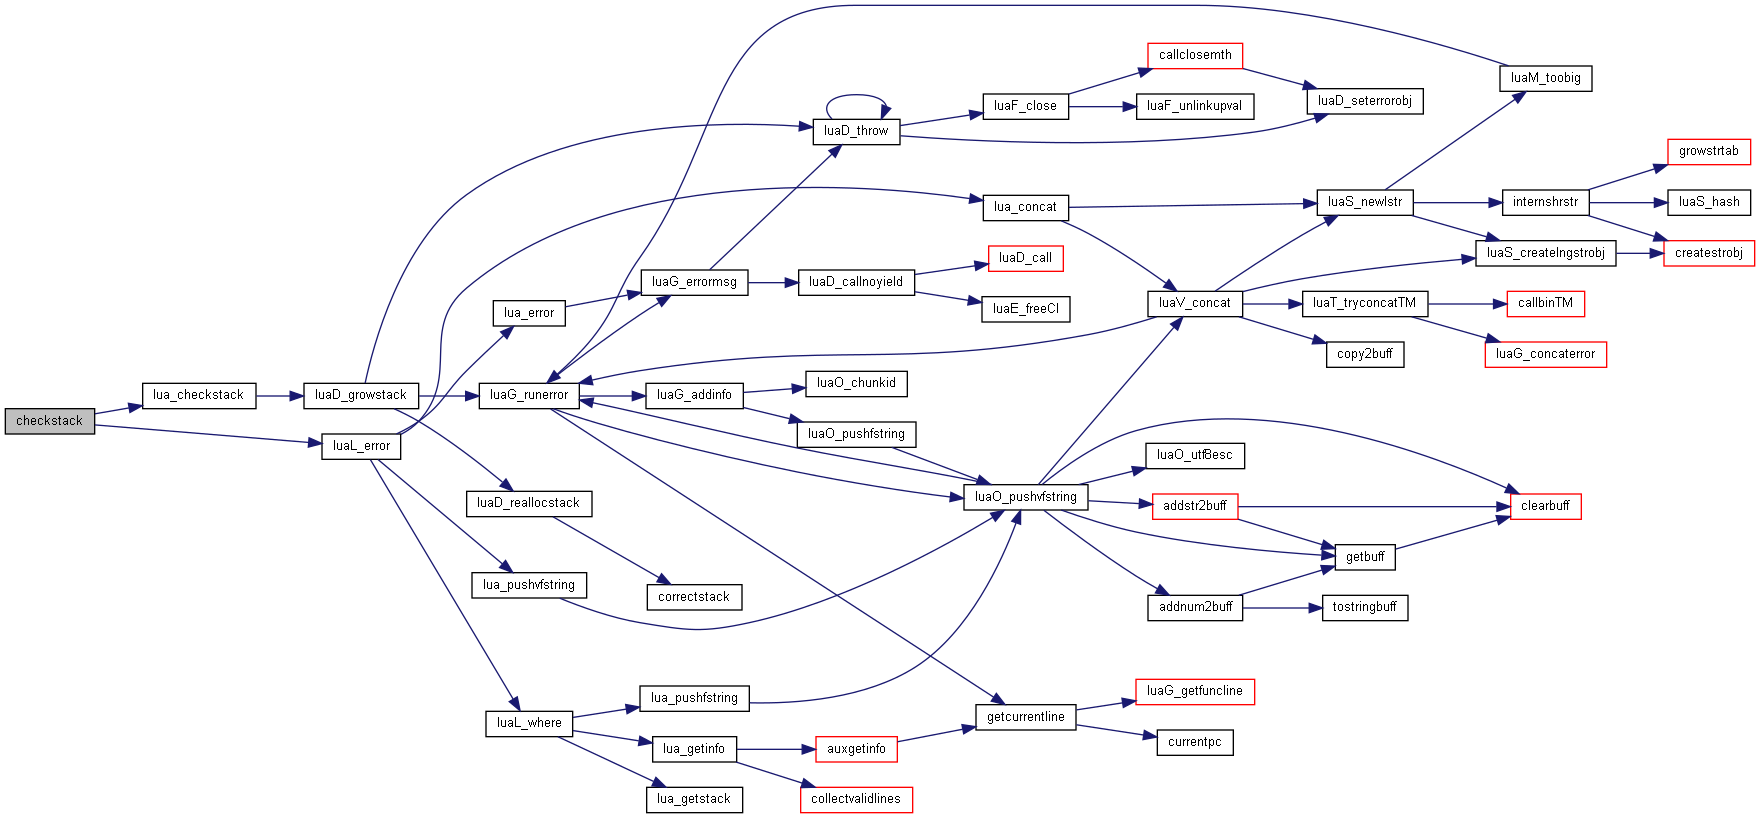 checkstack
lua_checkstack
luaL_error
luaD_growstack
lua_error
luaG_runerror
luaD_reallocstack
lua_pushvfstring
luaL_where
luaG_errormsg
luaG_addinfo
correctstack
lua_pushfstring
lua_getinfo
lua_getstack
luaD_throw
luaD_callnoyield
luaO_chunkid
luaO_pushfstring
auxgetinfo
collectvalidlines
luaF_close
lua_concat
luaD_call
luaE_freeCI
luaO_pushvfstring
getcurrentline
callclosemth
luaF_unlinkupval
luaV_concat
luaO_utf8esc
addstr2buff
addnum2buff
luaG_getfuncline
currentpc
luaD_seterrorobj
luaS_newlstr
luaT_tryconcatTM
copy2buff
getbuff
tostringbuff
luaM_toobig
internshrstr
luaS_createlngstrobj
callbinTM
luaG_concaterror
clearbuff
growstrtab
luaS_hash
createstrobj